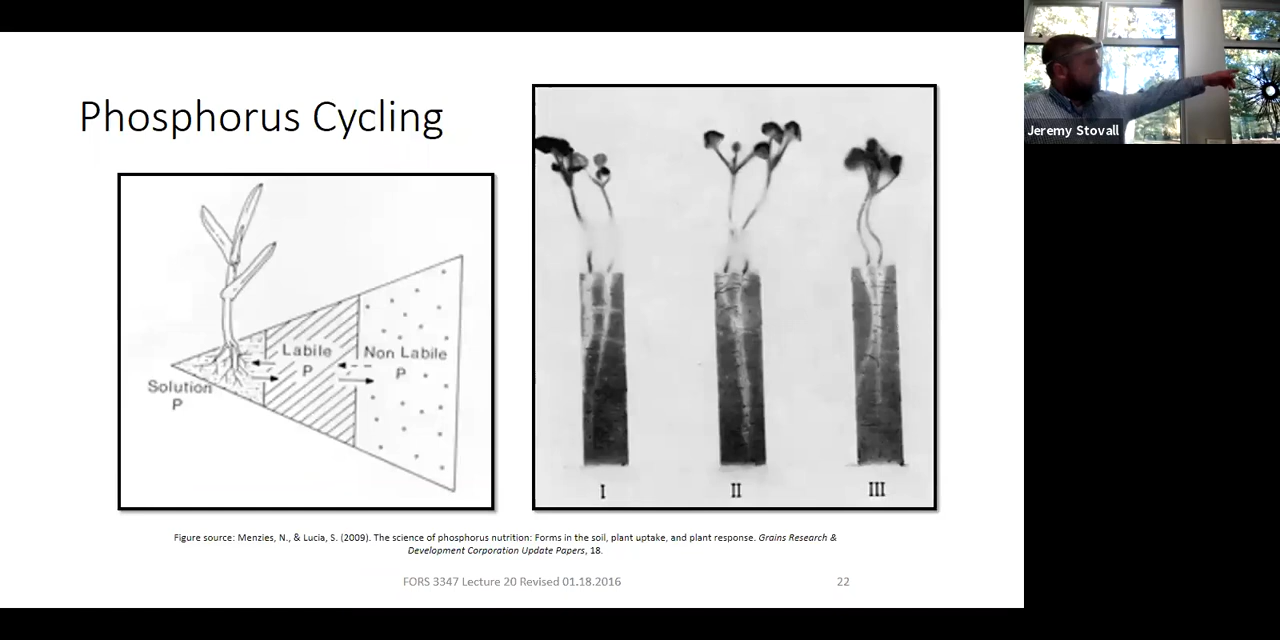 Phosphorus Cycling
Jeremy Stovall
Labile
P
Non Labile
P
Solution
P
I
II
III
Figure source: Menzies, N., & Lucia, S. (2009). The science of phosphorus nutrition: Forms in the soil, plant uptake, and plant response. Grains Research &
Development Corporation Update Papers, 18.
FORS 3347 Lecture 20 Revised 01.18.2016
22